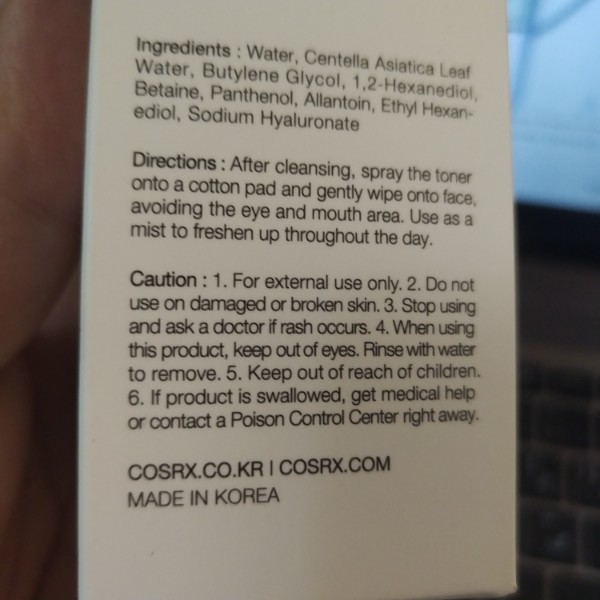 Ingredients : Water, Centella Asiatica Leaf
Water, Butylene Glycol, 1,2-Hexanediol,
Betaine, Panthenol, Allantoin, Ethyl Hexan-
ediol, Sodium Hyaluronate
Directions : After cleansing, spray the toner
onto a cotton pad and gently wipe onto face,
avoiding the eye and mouth area. Use as a
mist to freshen up throughout the day.
Caution : 1. For external use only. 2. Do not
use on damaged or broken skin. 3. Stop using
and ask a doctor if rash occurs. 4. When using
this product, keep out of eyes. Rinse with water
to remove. 5. Keep out of reach of children.
6. If product is swallowed, get medical help
or contact a Poison Control Center right away.
COSRX.CO.KR | COSRX.COM
MADE IN KOREA